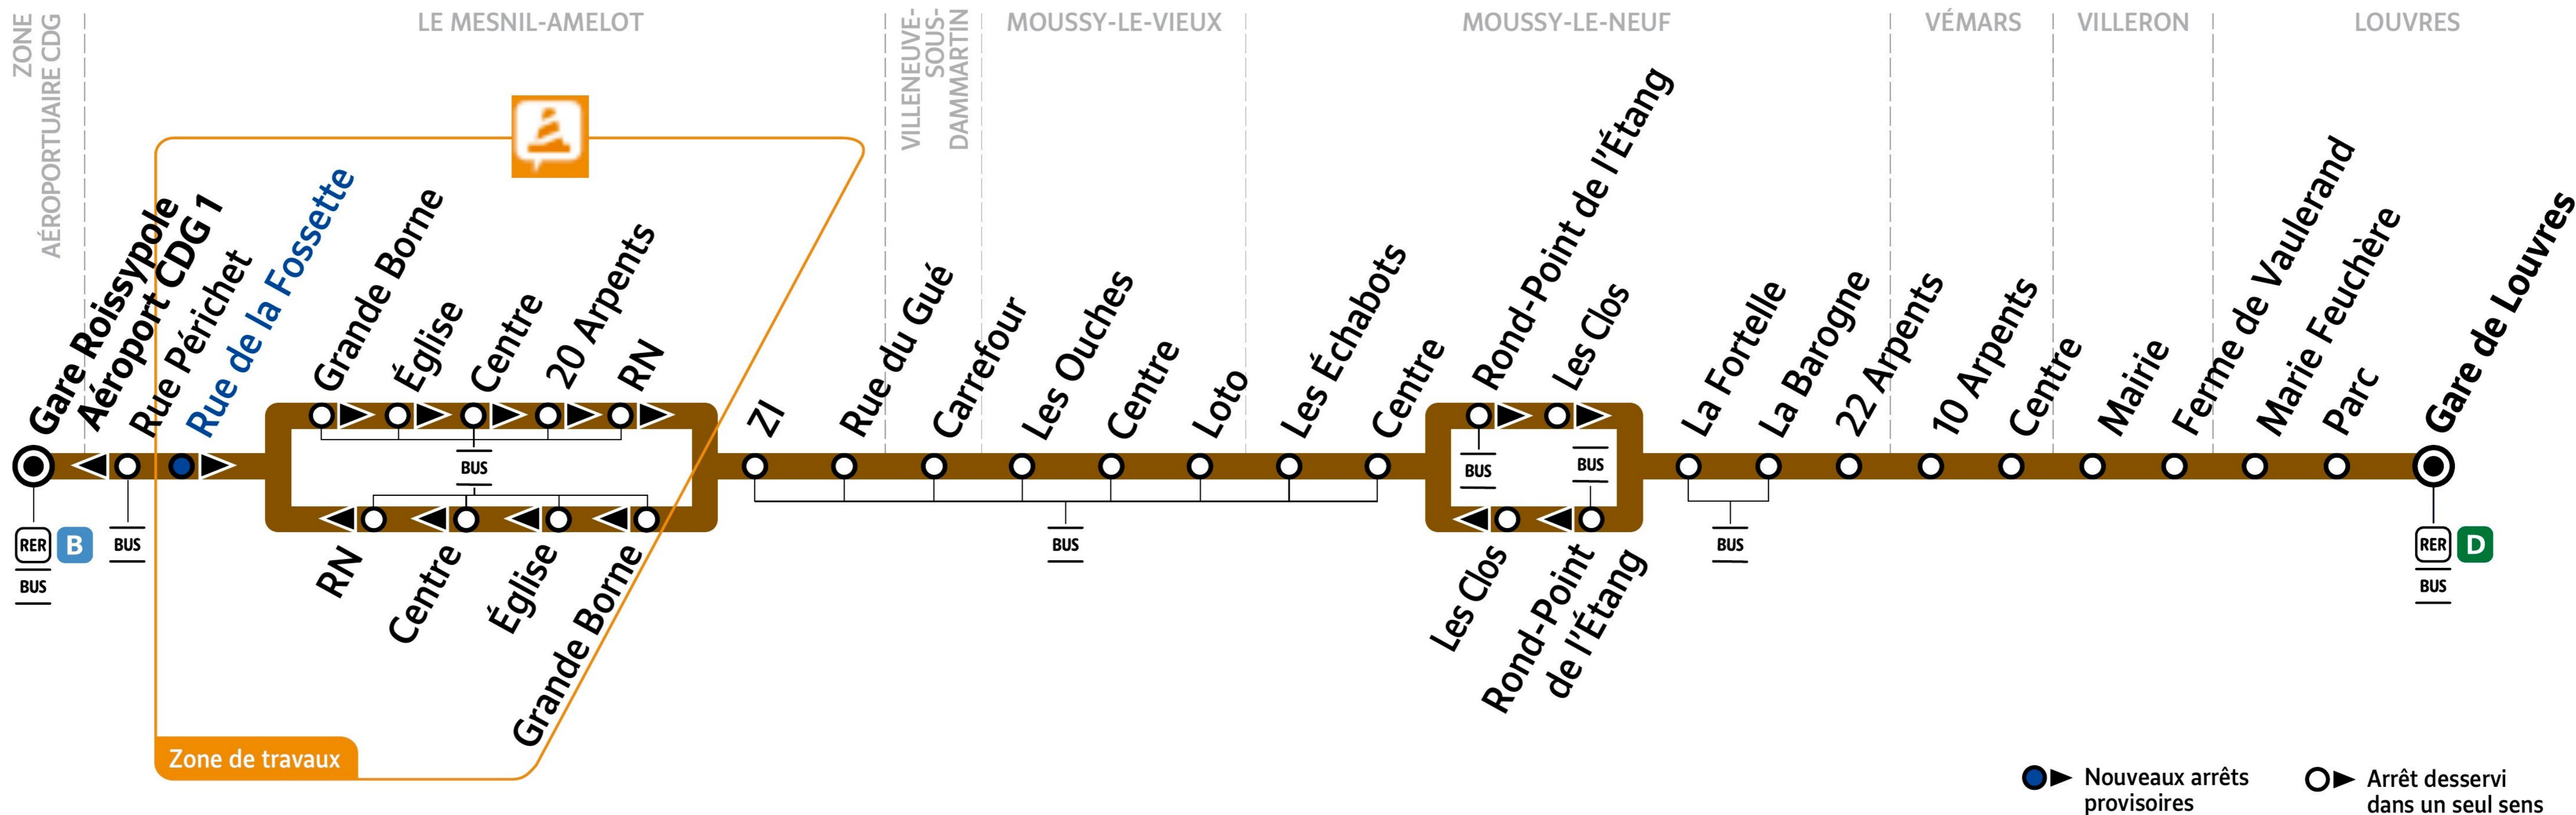 ZONE
AÉROPORTUAIRE CDG
LE MESNIL-AMELOT
VILLENEUVE-
SOUS-
DAMMARTIN
MOUSSY-LE-VIEUX
MOUSSY-LE-NEUF
VÉMARS
VILLERON
LOUVRES
Gare Roissypole
Aéroport CDG 1
Rue Périchet
Rue de la Fossette
Grande Borne
Église
Centre
20 Arpents
RN
ZI
Rue du Gué
Carrefour
Les Ouches
Centre
Loto
Les Échabots
Centre
Rond-Point de l'Étang
Les Clos
La Fortelle
La Barogne
22 Arpents
10 Arpents
Centre
Mairie
Ferme de Vaulerand
Marie Feuchère
Parc
Gare de Louvres
BUS
BUS
BUS
RER B
BUS
BUS
BUS
BUS
RER D
BUS
RN
Centre
Église
Grande Borne
Les Clos
Rond-Point
de l'Étang
Zone de travaux
Nouveaux arrêts
provisoires
Arrêt desservi
dans un seul sens